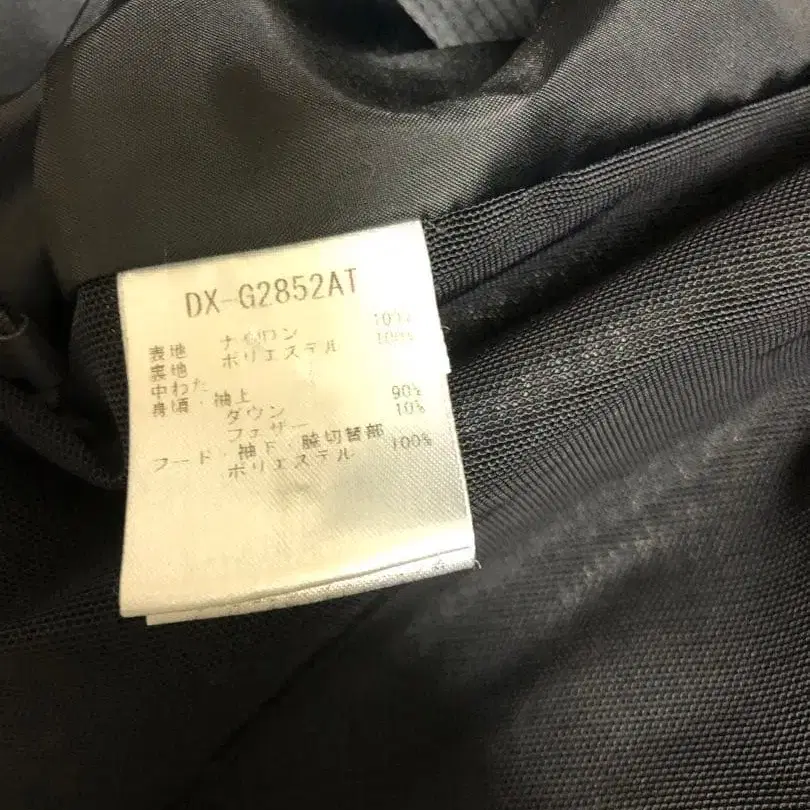 DX-G2852AT
表地 ナイロン 100%
裏地 ポリエステル 100%
中わた
身頃・袖上
ダウン 90%
フェザー 10%
フード・袖下・脇切替部
ポリエステル 100%